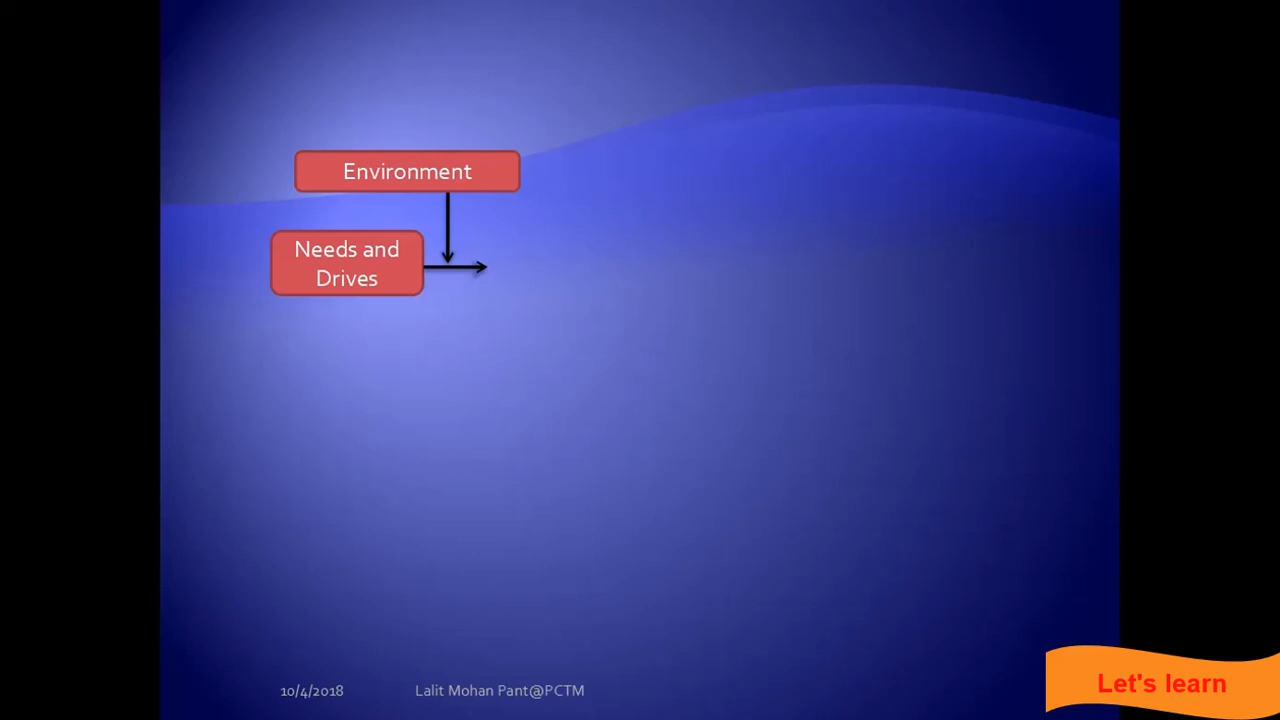 Environment
Needs and
Drives
10/4/2018
Lalit Mohan Pant@PCTM
Let's learn